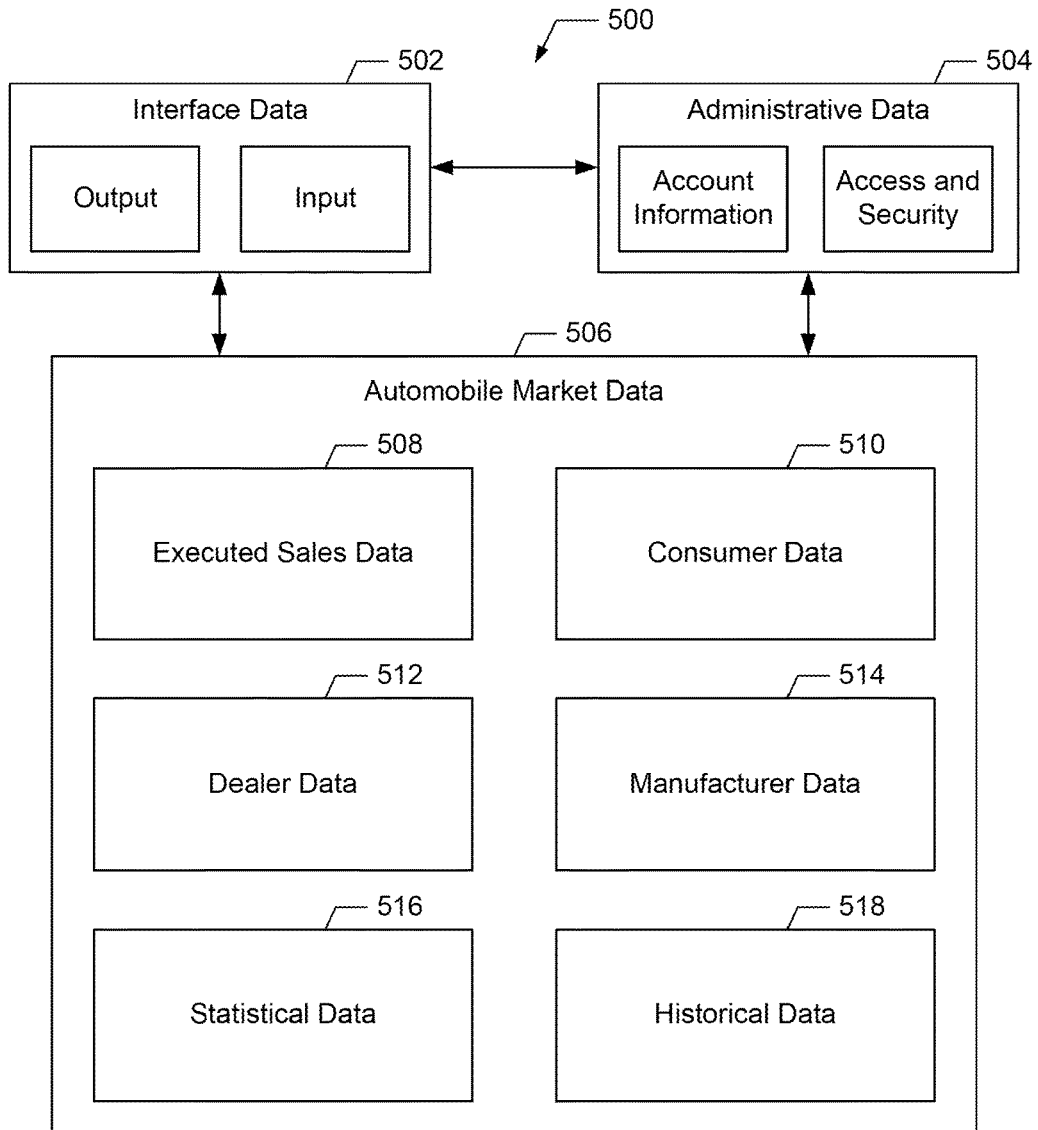 500
502
504
Interface Data
Administrative Data
Output
Input
Account
Information
Access and
Security
506
Automobile Market Data
508
510
Executed Sales Data
Consumer Data
512
514
Dealer Data
Manufacturer Data
516
518
Statistical Data
Historical Data